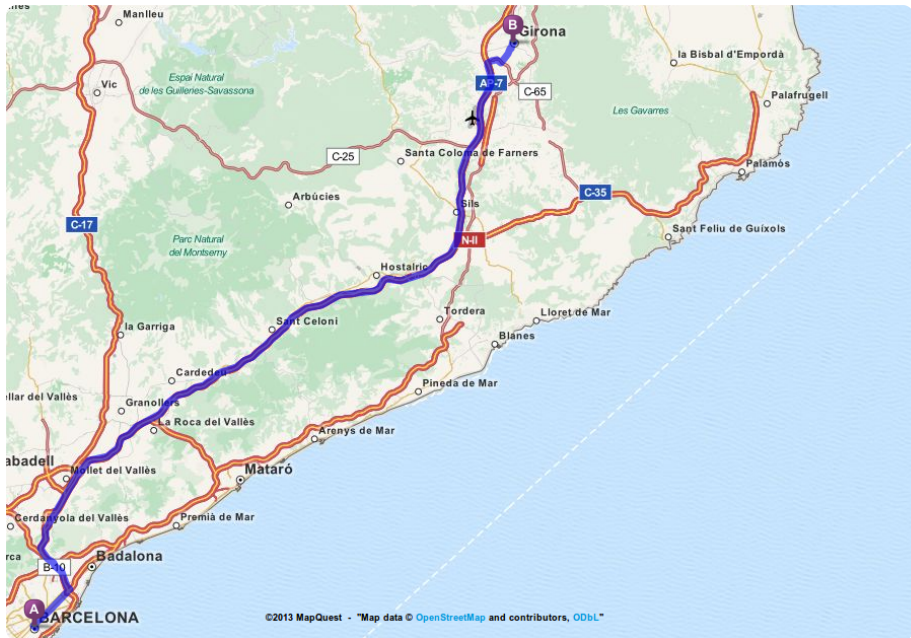 Manlleu
B
Girona
la Bisbal d'Empordà
Vic
Espai Natural
de les Guilleries-Savassona
AP-7
C-65
Palafrugell
Les Gavarres
C-25
Santa Coloma de Farners
Palamós
Arbúcies
C-35
C-17
Sils
Sant Feliu de Guíxols
Parc Natural
del Montseny
N-II
Hostalric
Tordera
Lloret de Mar
Sant Celoni
la Garriga
Blanes
Cardedeu
Pineda de Mar
ellar del Vallès
Granollers
La Roca del Vallès
Arenys de Mar
abadell
Mollet del Vallès
Mataró
Cerdanyola del Vallès
Premià de Mar
rca
Badalona
B-10
A
BARCELONA
©2013 MapQuest - "Map data © OpenStreetMap and contributors, ODbL"